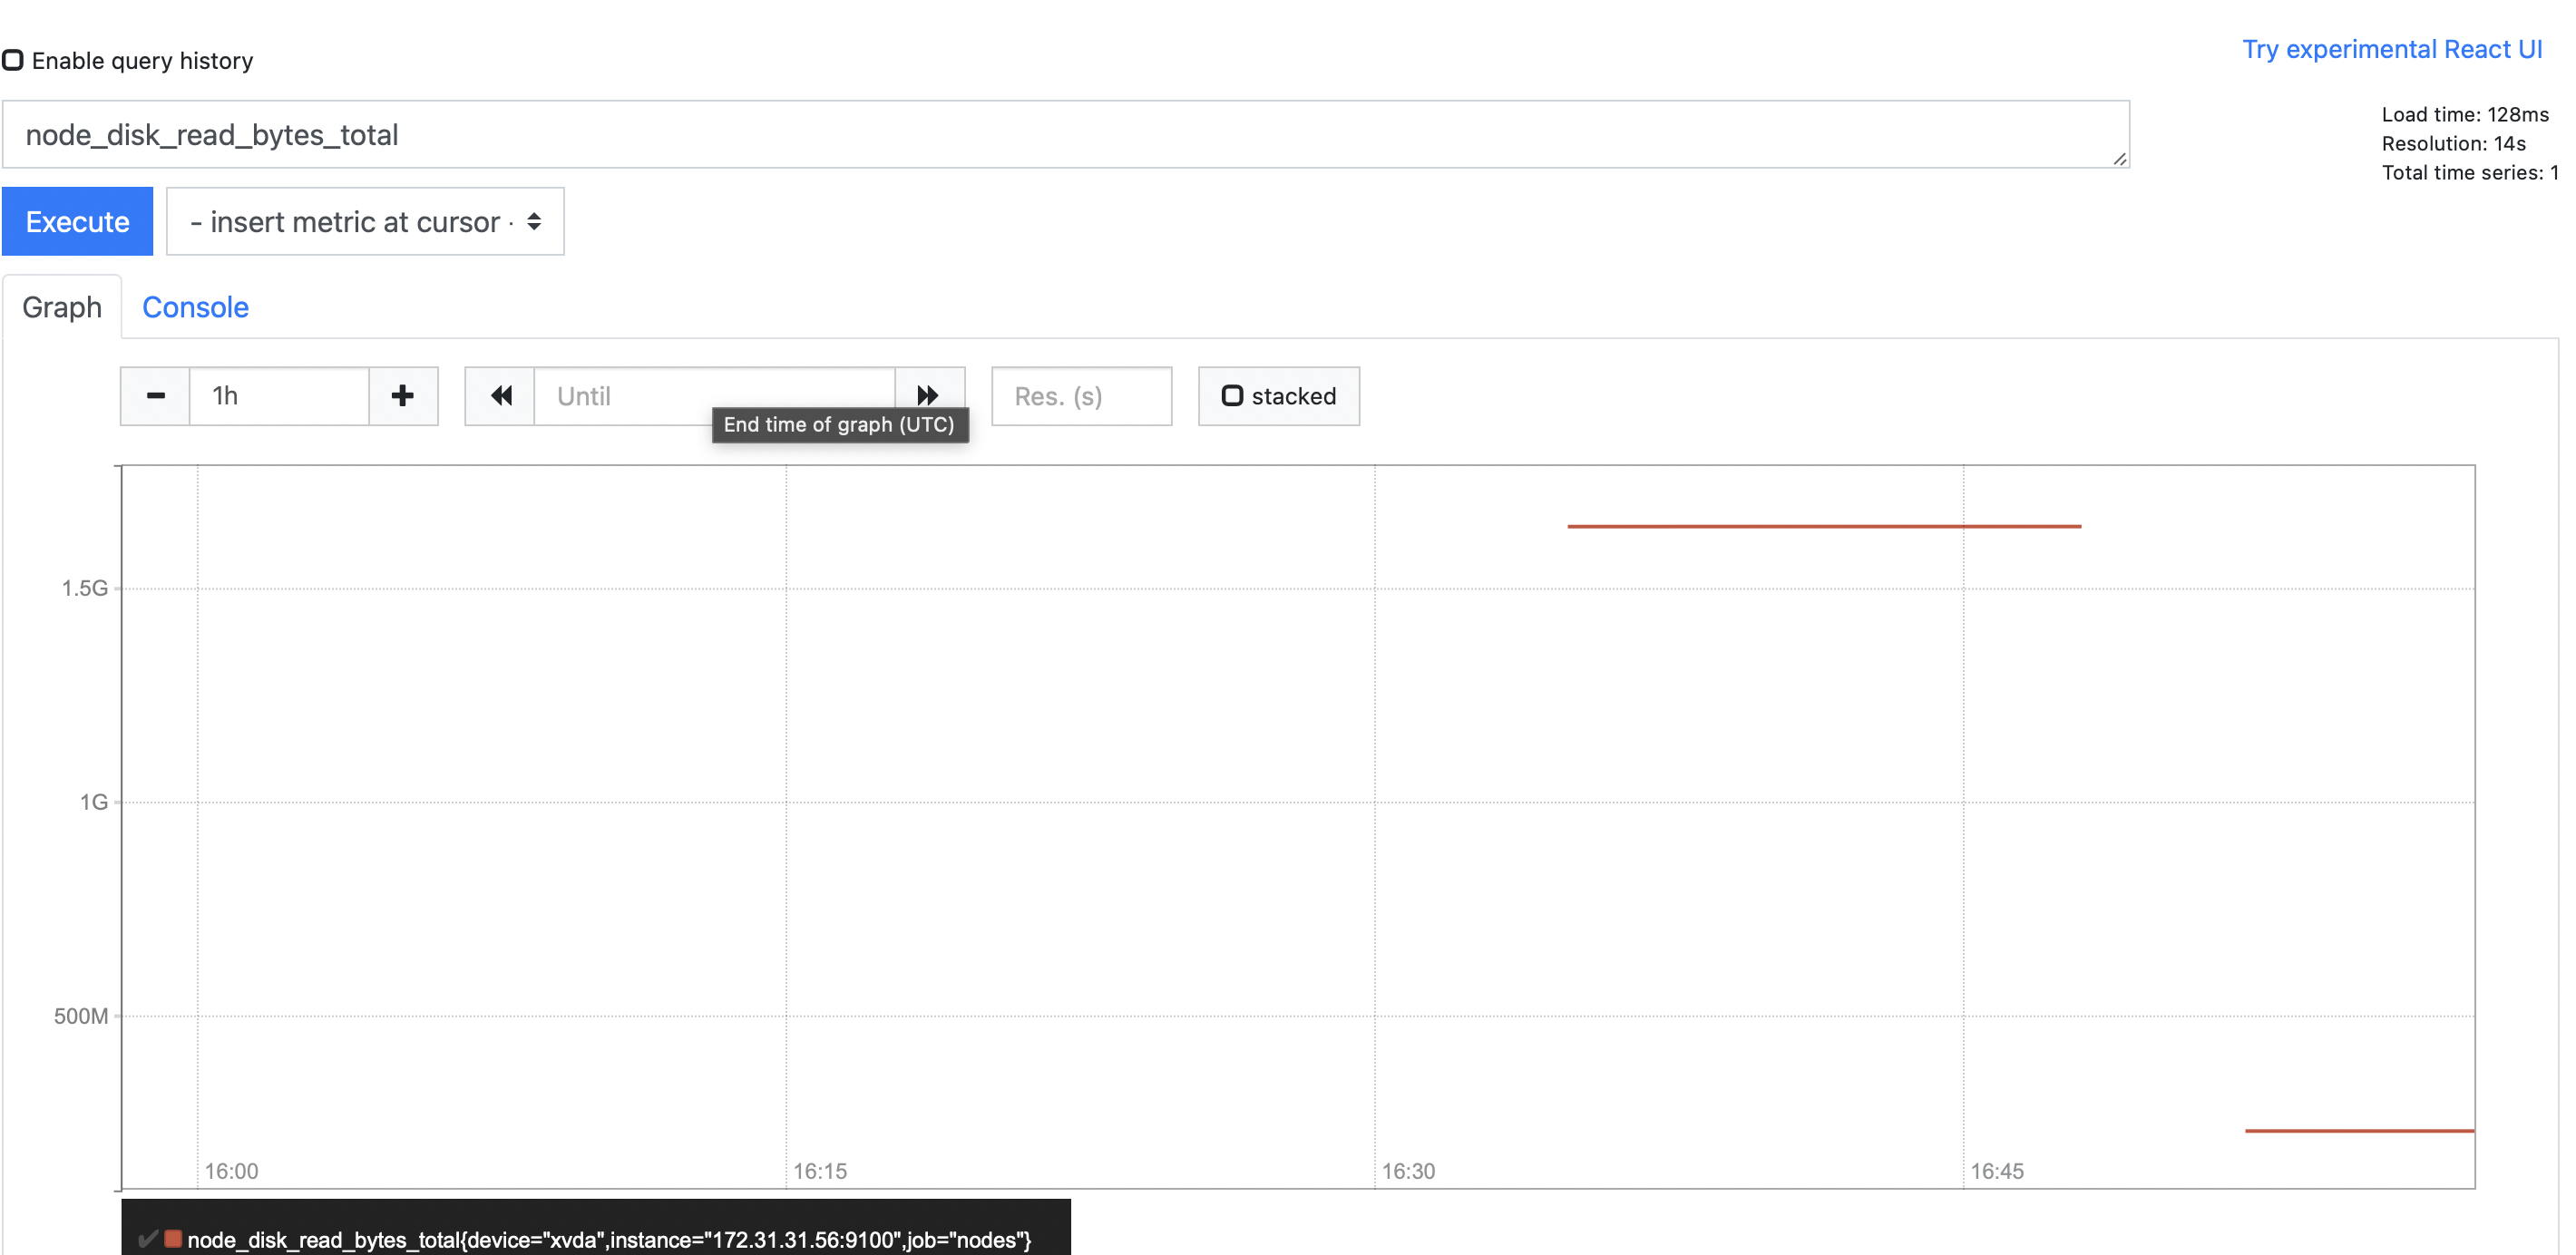 Enable query history
Try experimental React UI
node_disk_read_bytes_total
Load time: 128ms
Resolution: 14s
Total time series: 1
Execute
- insert metric at cursor -
Graph
Console
1h
Until
Res. (s)
stacked
End time of graph (UTC)
1.5G
1G
500M
16:00
16:15
16:30
16:45
node_disk_read_bytes_total{device="xvda",instance="172.31.31.56:9100",job="nodes"}